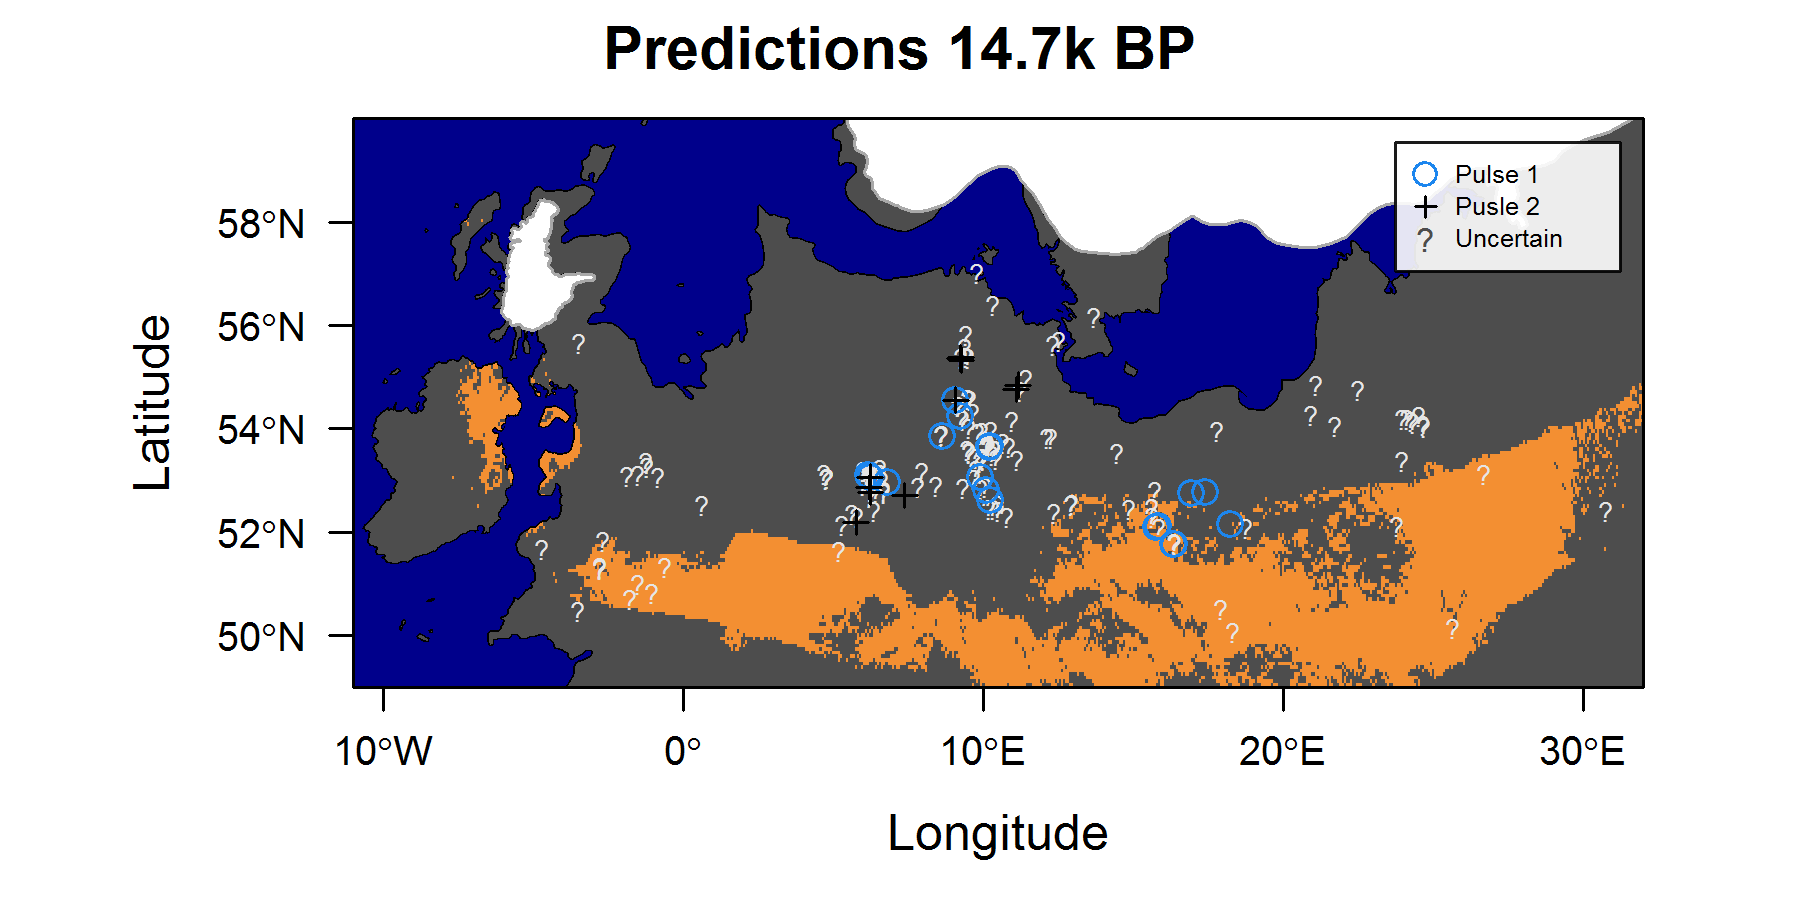 Predictions 14.7k BP
Pulse 1
Pusle 2
? Uncertain
58°N
56°N
54°N
52°N
50°N
Latitude
10°W
0°
10°E
20°E
30°E
Longitude